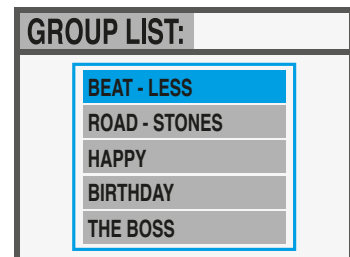 GROUP LIST:
BEAT - LESS
ROAD - STONES
HAPPY
BIRTHDAY
THE BOSS